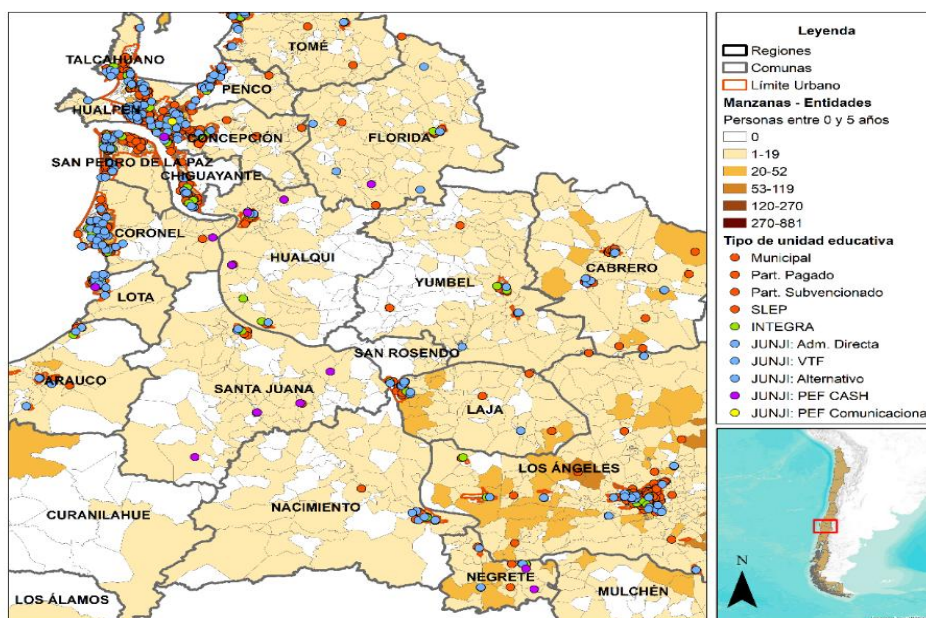 TOMÉ
TALCAHUANO
PENCO
HUALPÉN
CONCEPCIÓN
FLORIDA
SAN PEDRO DE LA PAZ
CHIGUAYANTE
CORONEL
HUALQUI
YUMBEL
CABRERO
LOTA
SAN ROSENDO
ARAUCO
SANTA JUANA
LAJA
LOS ÁNGELES
CURANILAHUE
NACIMIENTO
NEGRETE
LOS ÁLAMOS
MULCHÉN
Leyenda
Regiones
Comunas
Límite Urbano
Manzanas - Entidades
Personas entre 0 y 5 años
0
1-19
20-52
53-119
120-270
270-881
Tipo de unidad educativa
Municipal
Part. Pagado
Part. Subvencionado
SLEP
INTEGRA
JUNJI: Adm. Directa
JUNJI: VTF
JUNJI: Alternativo
JUNJI: PEF CASH
JUNJI: PEF Comunicacional
N